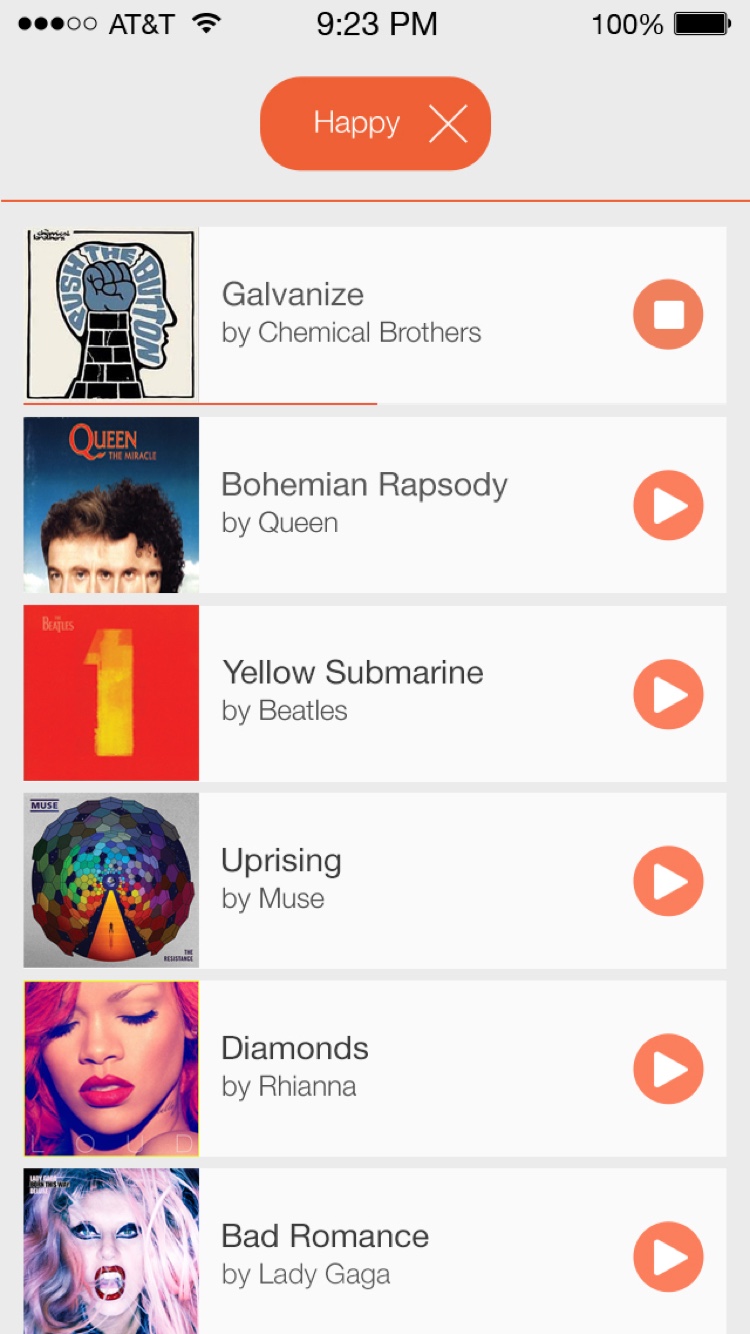 AT&T 9:23 PM 100%
Happy
the chemical
brothers
PUSH THE BUTTON
Galvanize
by Chemical Brothers
QUEEN
THE MIRACLE
Bohemian Rapsody
by Queen
THE
BEATLES
1
Yellow Submarine
by Beatles
MUSE
THE
RESISTANCE
Uprising
by Muse
LOUD
Diamonds
by Rhianna
LADY GAGA
BORN THIS WAY
DELUXE
Bad Romance
by Lady Gaga